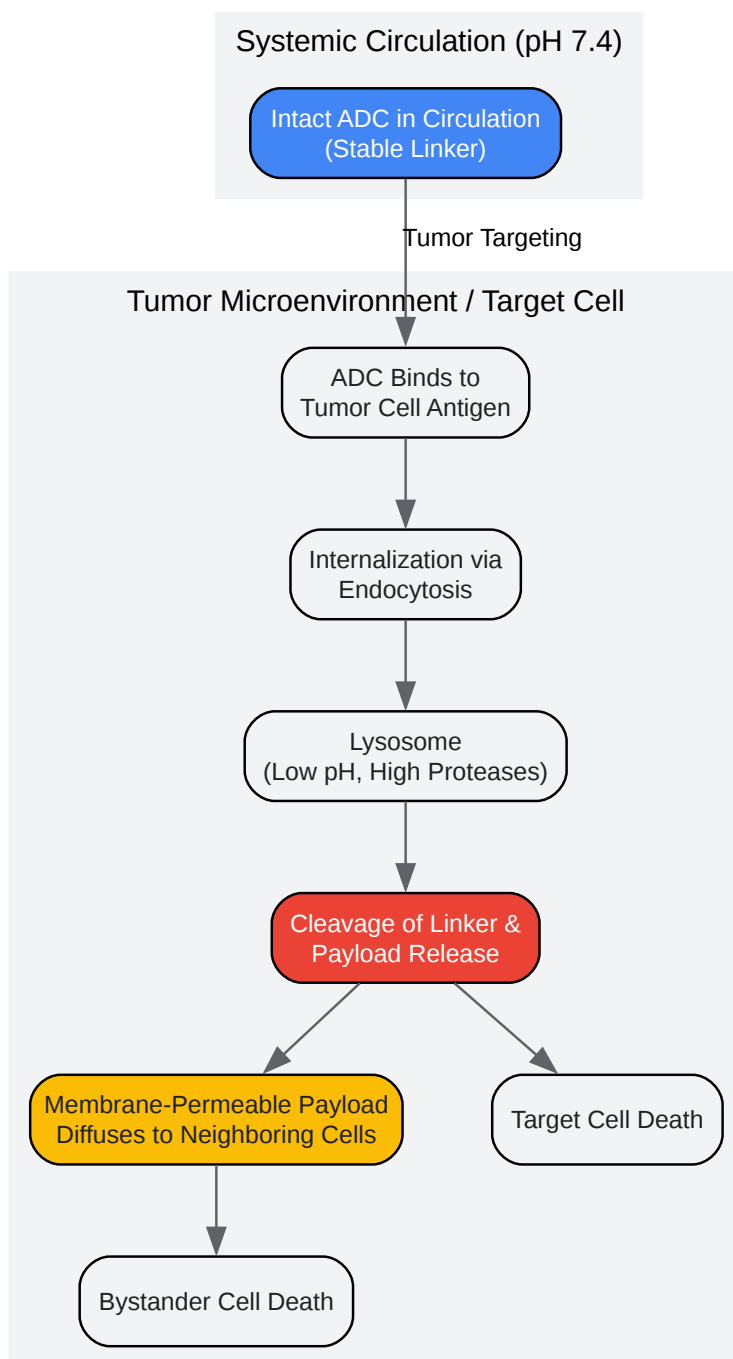 Systemic Circulation (pH 7.4)
Intact ADC in Circulation
(Stable Linker)
Tumor Targeting
Tumor Microenvironment / Target Cell
ADC Binds to
Tumor Cell Antigen
Internalization via
Endocytosis
Lysosome
(Low pH, High Proteases)
Cleavage of Linker &
Payload Release
Membrane-Permeable Payload
Diffuses to Neighboring Cells
Target Cell Death
Bystander Cell Death